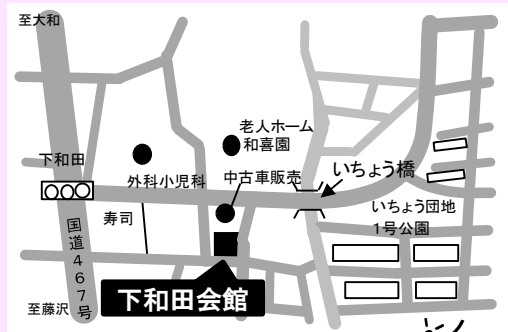 至大和
老人ホーム
和喜園
下和田
外科小児科
中古車販売
いちょう橋
寿司
いちょう団地
1号公園
国道467号
至藤沢
下和田会館